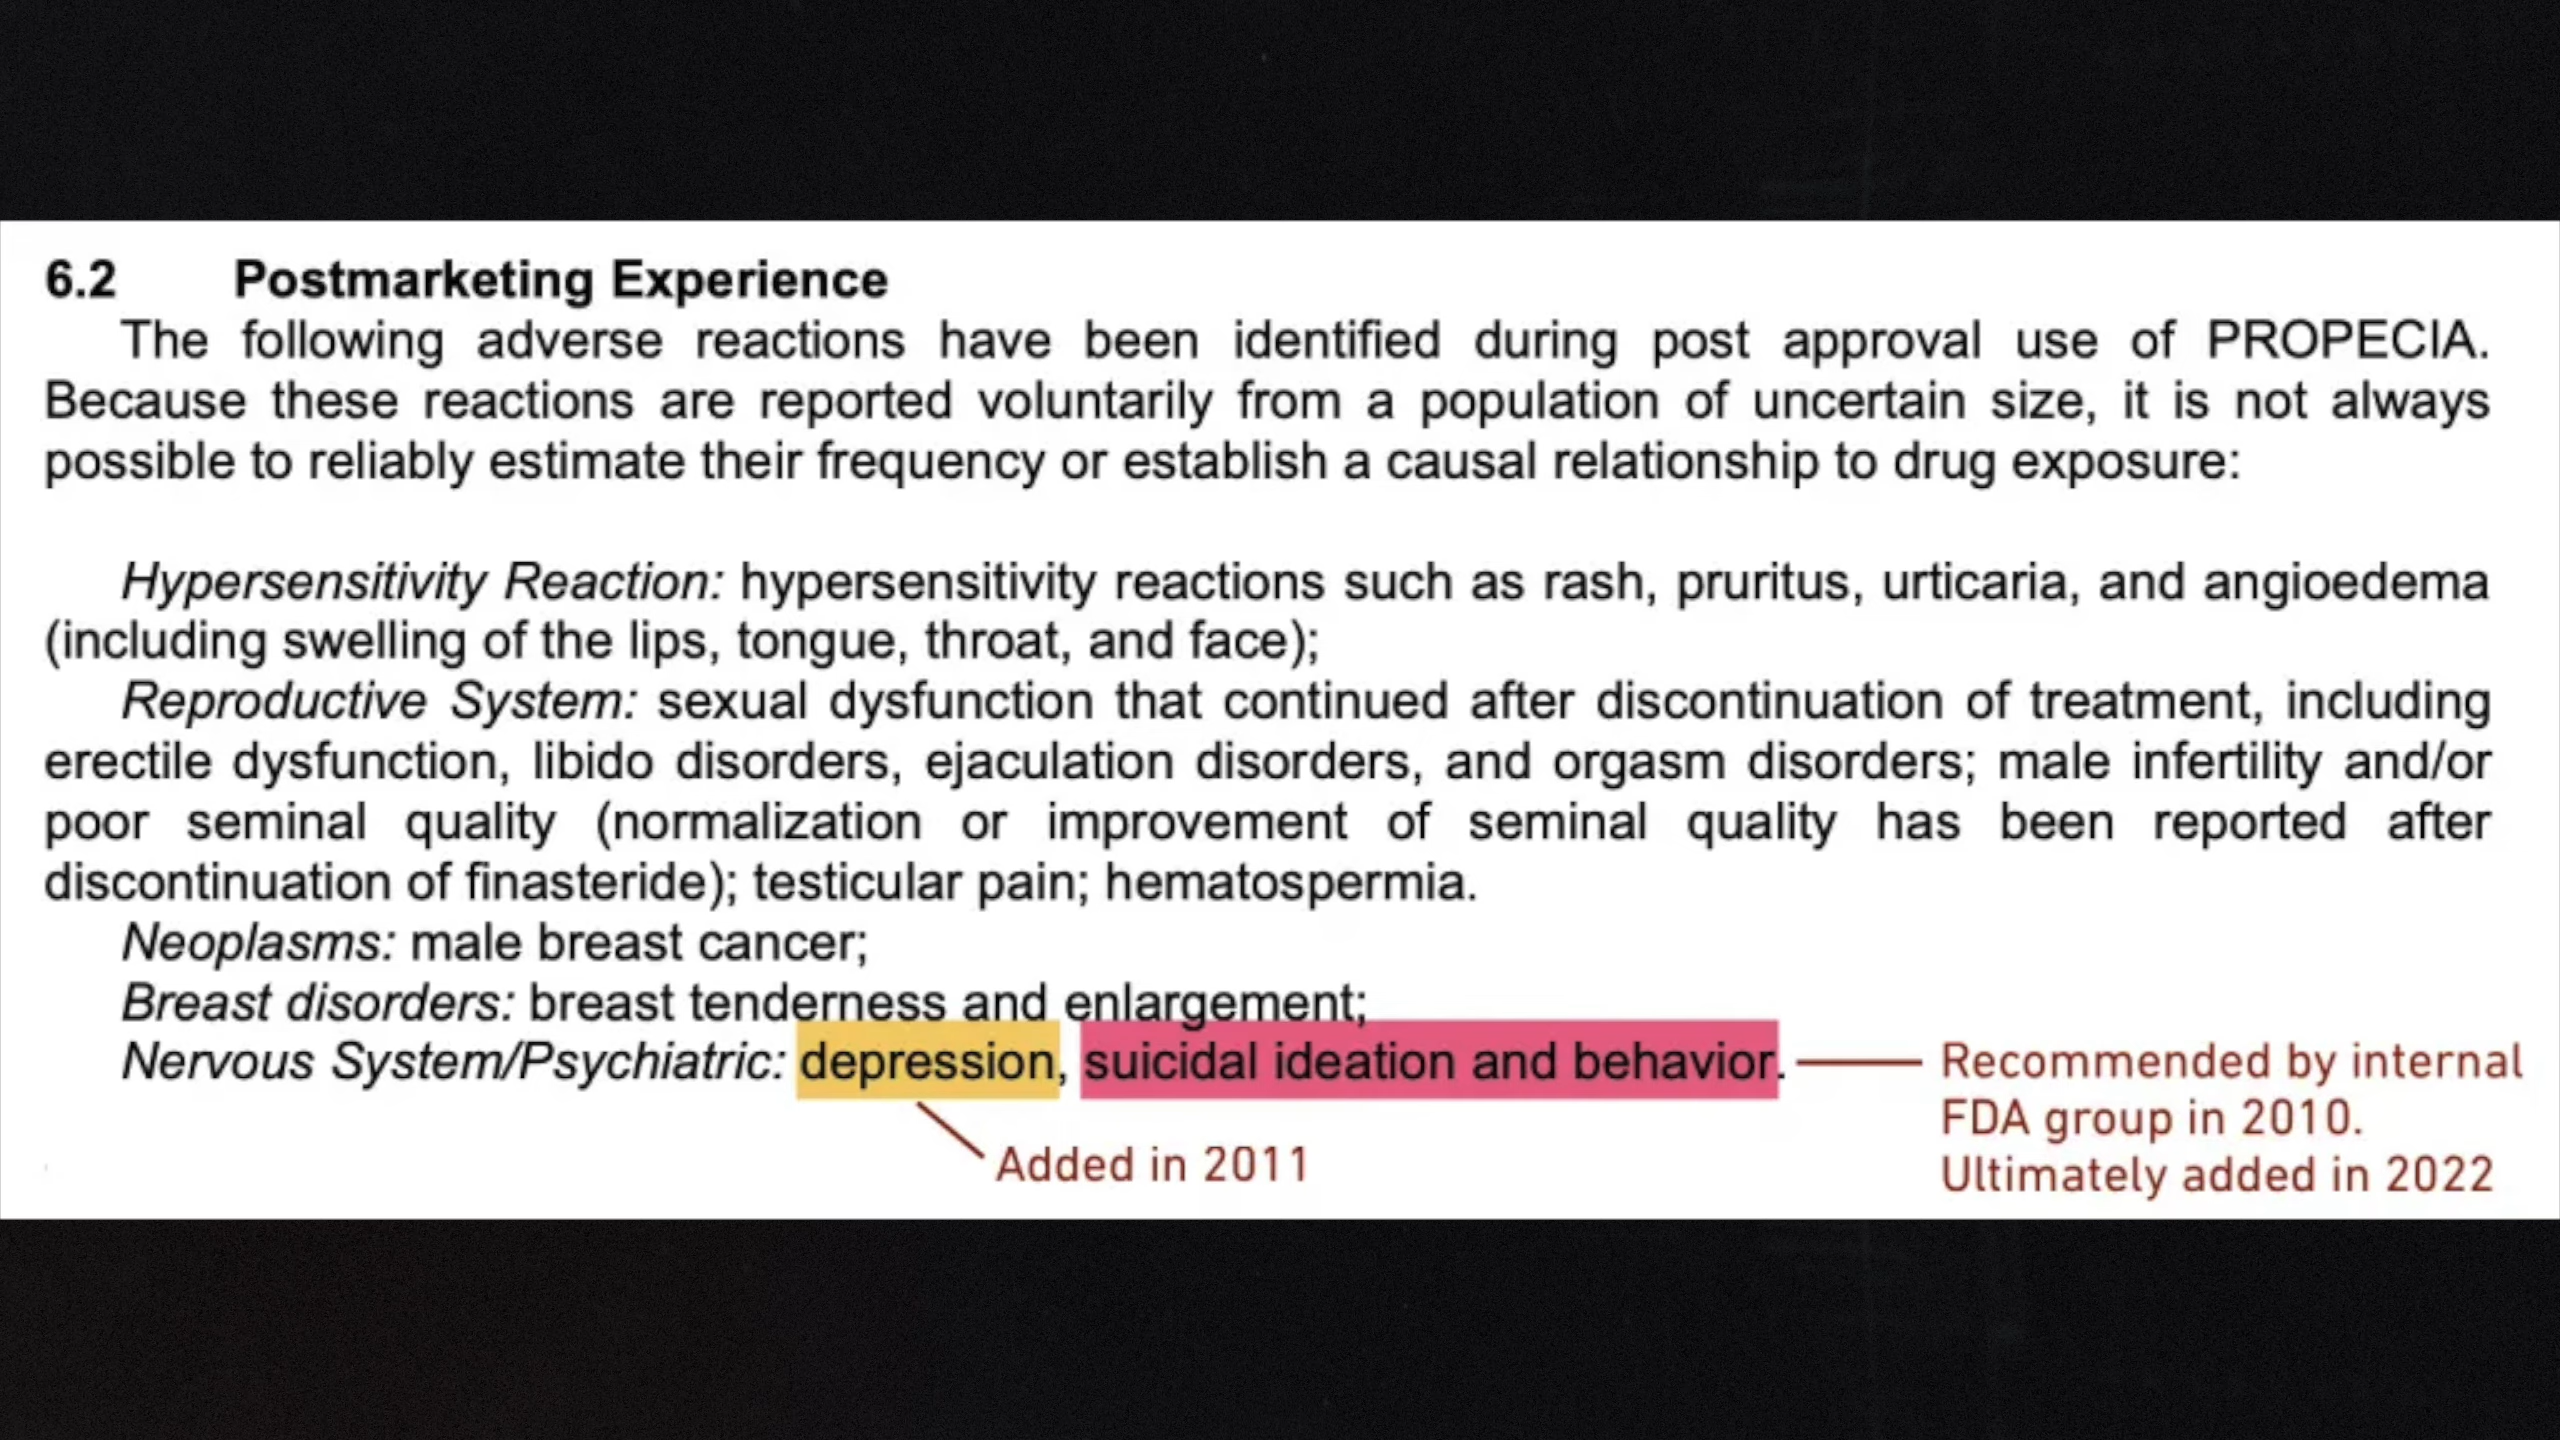 6.2 Postmarketing Experience
The following adverse reactions have been identified during post approval use of PROPECIA.
Because these reactions are reported voluntarily from a population of uncertain size, it is not always
possible to reliably estimate their frequency or establish a causal relationship to drug exposure:
Hypersensitivity Reaction: hypersensitivity reactions such as rash, pruritus, urticaria, and angioedema
(including swelling of the lips, tongue, throat, and face);
Reproductive System: sexual dysfunction that continued after discontinuation of treatment, including
erectile dysfunction, libido disorders, ejaculation disorders, and orgasm disorders; male infertility and/or
poor seminal quality (normalization or improvement of seminal quality has been reported after
discontinuation of finasteride); testicular pain; hematospermia.
Neoplasms: male breast cancer;
Breast disorders: breast tenderness and enlargement;
Nervous System/Psychiatric: depression, suicidal ideation and behavior.
Added in 2011
Recommended by internal
FDA group in 2010.
Ultimately added in 2022